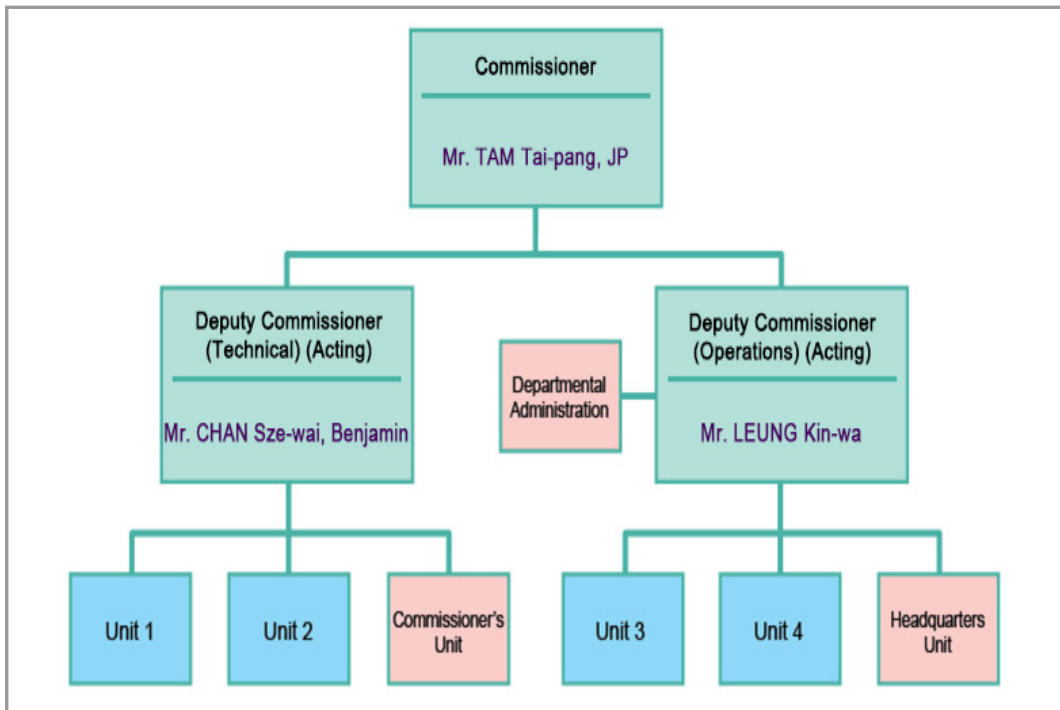 Commissioner
Mr. TAM Tai-pang, JP
Deputy Commissioner
(Technical) (Acting)
Mr. CHAN Sze-wai, Benjamin
Departmental
Administration
Deputy Commissioner
(Operations) (Acting)
Mr. LEUNG Kin-wa
Unit 1
Unit 2
Commissioner's
Unit
Unit 3
Unit 4
Headquarters
Unit